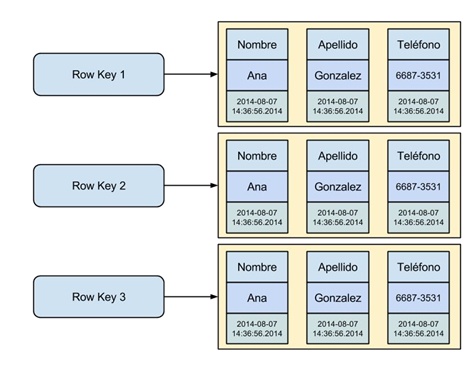 Nombre Apellido Teléfono
Row Key 1 Ana Gonzalez 6687-3531
2014-08-07 2014-08-07 2014-08-07
14:36:56.2014 14:36:56.2014 14:36:56.2014
Nombre Apellido Teléfono
Row Key 2 Ana Gonzalez 6687-3531
2014-08-07 2014-08-07 2014-08-07
14:36:56.2014 14:36:56.2014 14:36:56.2014
Nombre Apellido Teléfono
Row Key 3 Ana Gonzalez 6687-3531
2014-08-07 2014-08-07 2014-08-07
14:36:56.2014 14:36:56.2014 14:36:56.2014